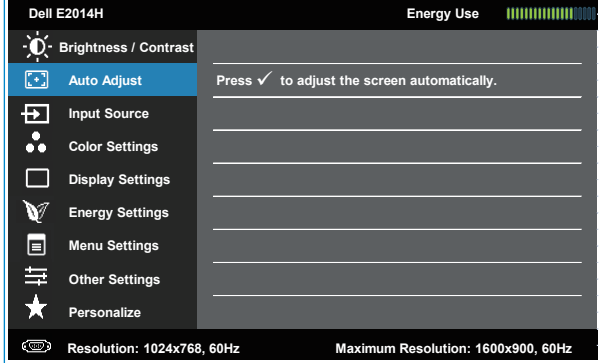 Dell E2014H Energy Use
Brightness / Contrast
Auto Adjust Press ✓ to adjust the screen automatically.
Input Source
Color Settings
Display Settings
Energy Settings
Menu Settings
Other Settings
Personalize
Resolution: 1024x768, 60Hz Maximum Resolution: 1600x900, 60Hz